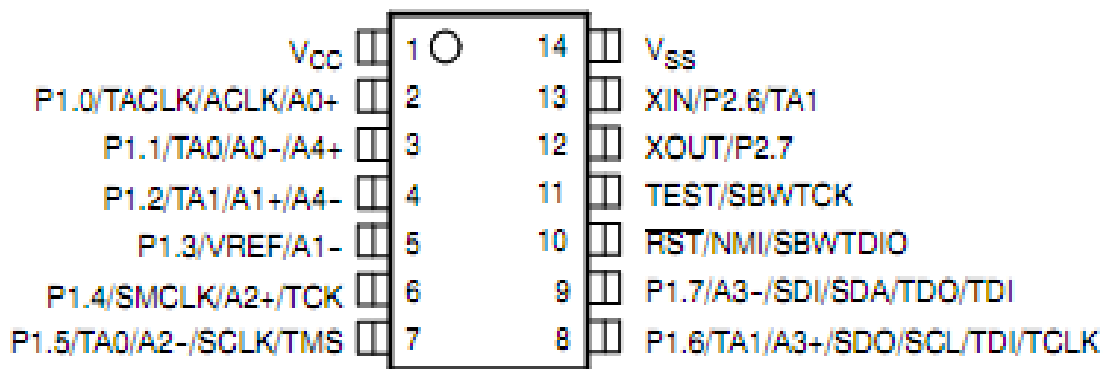 VCC 1 14 VSS
P1.0/TACLK/ACLK/A0+ 2 13 XIN/P2.6/TA1
P1.1/TA0/A0−/A4+ 3 12 XOUT/P2.7
P1.2/TA1/A1+/A4− 4 11 TEST/SBWTCK
P1.3/VREF/A1− 5 10 RST/NMI/SBWTDIO
P1.4/SMCLK/A2+/TCK 6 9 P1.7/A3−/SDI/SDA/TDO/TDI
P1.5/TA0/A2−/SCLK/TMS 7 8 P1.6/TA1/A3+/SDO/SCL/TDI/TCLK